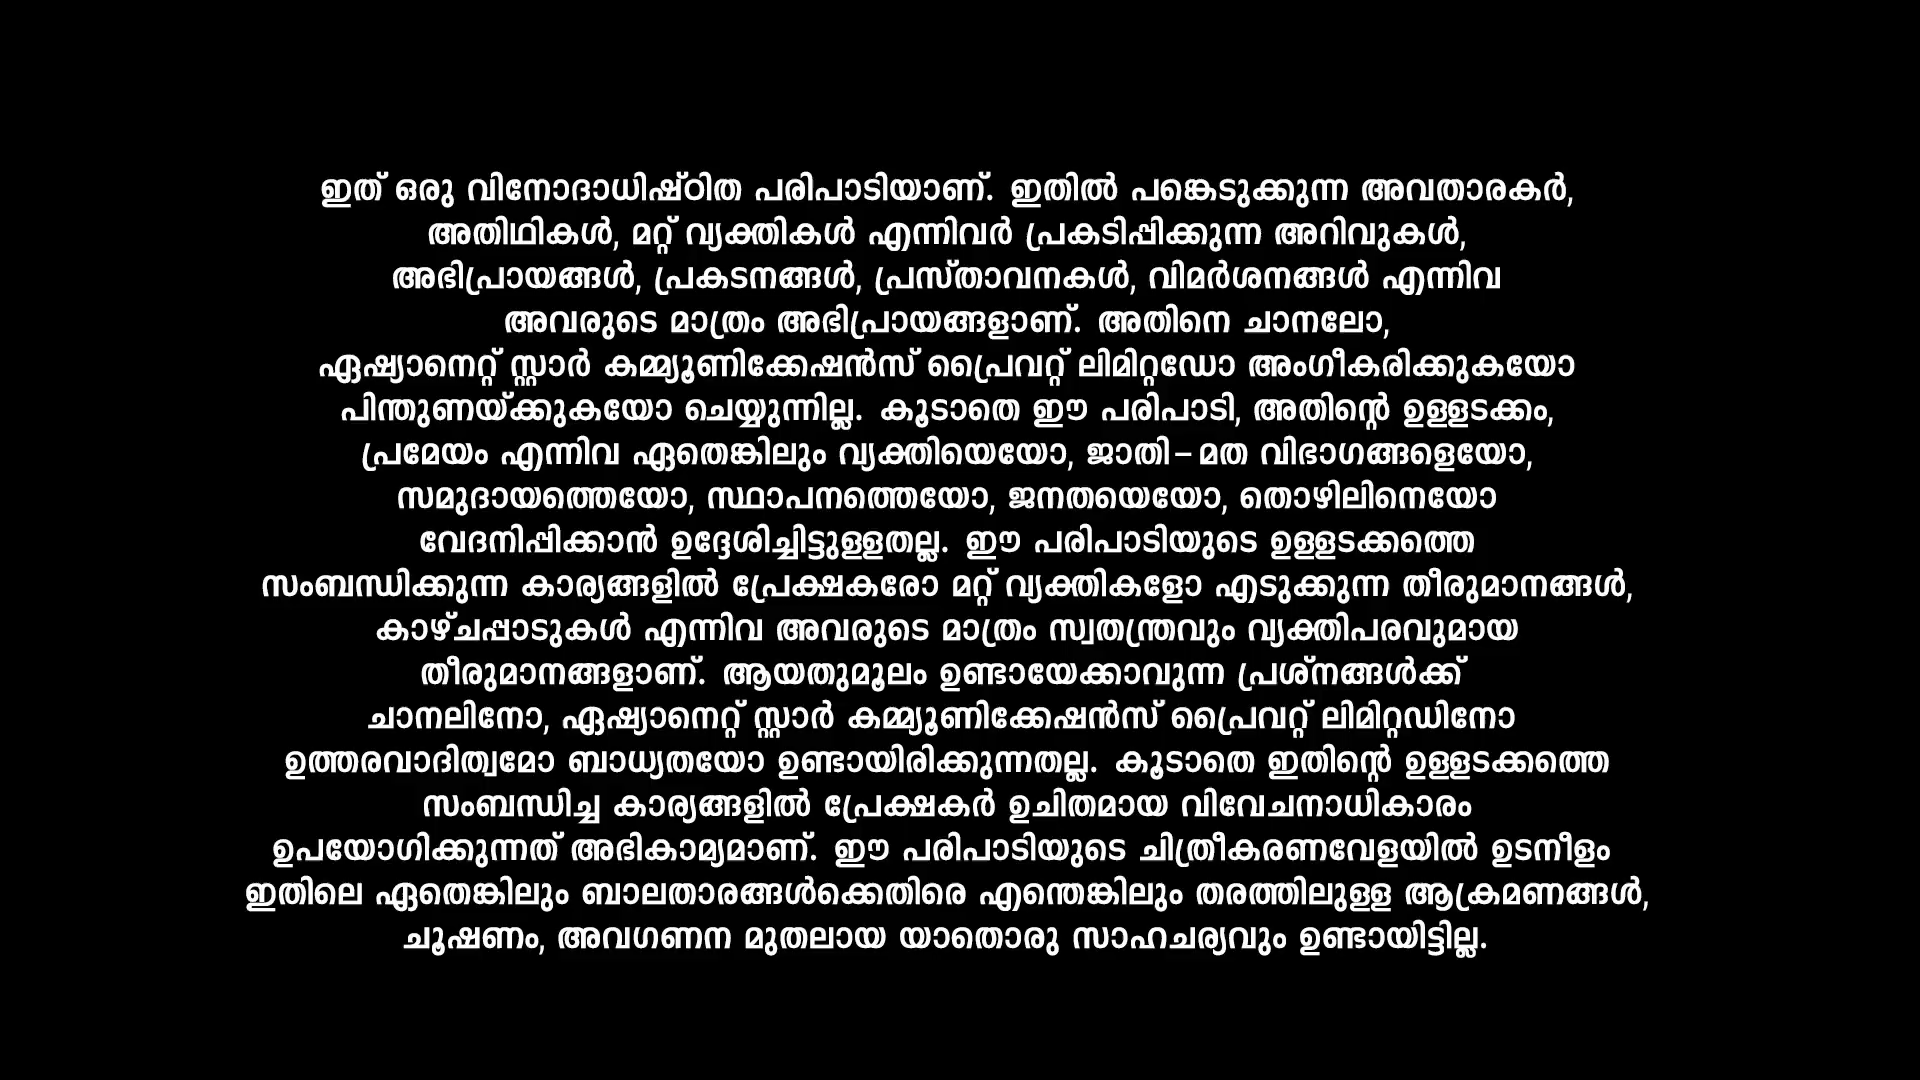 ഇത് ഒരു വിനോദാധിഷ്ഠിത പരിപാടിയാണ്. ഇതിൽ പങ്കെടുക്കുന്ന അവതാരകർ,
അതിഥികൾ, മറ്റ് വ്യക്തികൾ എന്നിവർ പ്രകടിപ്പിക്കുന്ന അറിവുകൾ,
അഭിപ്രായങ്ങൾ, പ്രകടനങ്ങൾ, പ്രസ്താവനകൾ, വിമർശനങ്ങൾ എന്നിവ
അവരുടെ മാത്രം അഭിപ്രായങ്ങളാണ്. അതിനെ ചാനലോ,
ഏഷ്യാനെറ്റ് സ്റ്റാർ കമ്മ്യൂണിക്കേഷൻസ് പ്രൈവറ്റ് ലിമിറ്റഡോ അംഗീകരിക്കുകയോ
പിന്തുണയ്ക്കുകയോ ചെയ്യുന്നില്ല. കൂടാതെ ഈ പരിപാടി, അതിന്റെ ഉള്ളടക്കം,
പ്രമേയം എന്നിവ ഏതെങ്കിലും വ്യക്തിയെയോ, ജാതി – മത വിഭാഗങ്ങളെയോ,
സമുദായത്തെയോ, സ്ഥാപനത്തെയോ, ജനതയെയോ, തൊഴിലിനെയോ
വേദനിപ്പിക്കാൻ ഉദ്ദേശിച്ചിട്ടുള്ളതല്ല. ഈ പരിപാടിയുടെ ഉള്ളടക്കത്തെ
സംബന്ധിക്കുന്ന കാര്യങ്ങളിൽ പ്രേക്ഷകരോ മറ്റ് വ്യക്തികളോ എടുക്കുന്ന തീരുമാനങ്ങൾ,
കാഴ്ചപ്പാടുകൾ എന്നിവ അവരുടെ മാത്രം സ്വതന്ത്രവും വ്യക്തിപരവുമായ
തീരുമാനങ്ങളാണ്. ആയതുമൂലം ഉണ്ടായേക്കാവുന്ന പ്രശ്നങ്ങൾക്ക്
ചാനലിനോ, ഏഷ്യാനെറ്റ് സ്റ്റാർ കമ്മ്യൂണിക്കേഷൻസ് പ്രൈവറ്റ് ലിമിറ്റഡിനോ
ഉത്തരവാദിത്വമോ ബാധ്യതയോ ഉണ്ടായിരിക്കുന്നതല്ല. കൂടാതെ ഇതിന്റെ ഉള്ളടക്കത്തെ
സംബന്ധിച്ച കാര്യങ്ങളിൽ പ്രേക്ഷകർ ഉചിതമായ വിവേചനാധികാരം
ഉപയോഗിക്കുന്നത് അഭികാമ്യമാണ്. ഈ പരിപാടിയുടെ ചിത്രീകരണവേളയിൽ ഉടനീളം
ഇതിലെ ഏതെങ്കിലും ബാലതാരങ്ങൾക്കെതിരെ എന്തെങ്കിലും തരത്തിലുള്ള ആക്രമണങ്ങൾ,
ചൂഷണം, അവഗണന മുതലായ യാതൊരു സാഹചര്യവും ഉണ്ടായിട്ടില്ല.